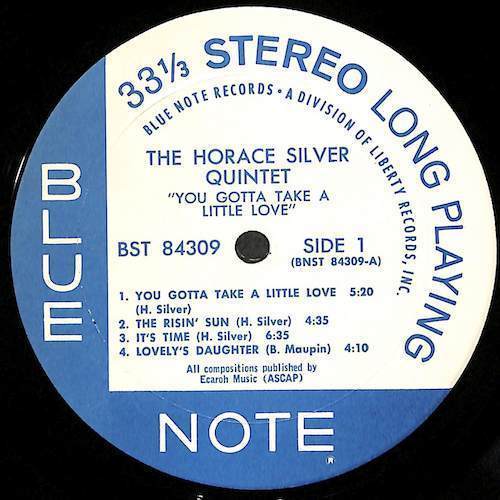 33⅓ STEREO LONG PLAYING
BLUE NOTE RECORDS • A DIVISION OF LIBERTY RECORDS, INC.
THE HORACE SILVER
QUINTET
"YOU GOTTA TAKE A
LITTLE LOVE"
BST 84309
SIDE 1
(BNST 84309-A)
1. YOU GOTTA TAKE A LITTLE LOVE 5:20
(H. Silver)
2. THE RISIN' SUN (H. Silver) 4:35
3. IT'S TIME (H. Silver) 6:35
4. LOVELY'S DAUGHTER (B. Maupin) 4:10
All compositions published by
Ecaroh Music (ASCAP)
BLUE
NOTE
®